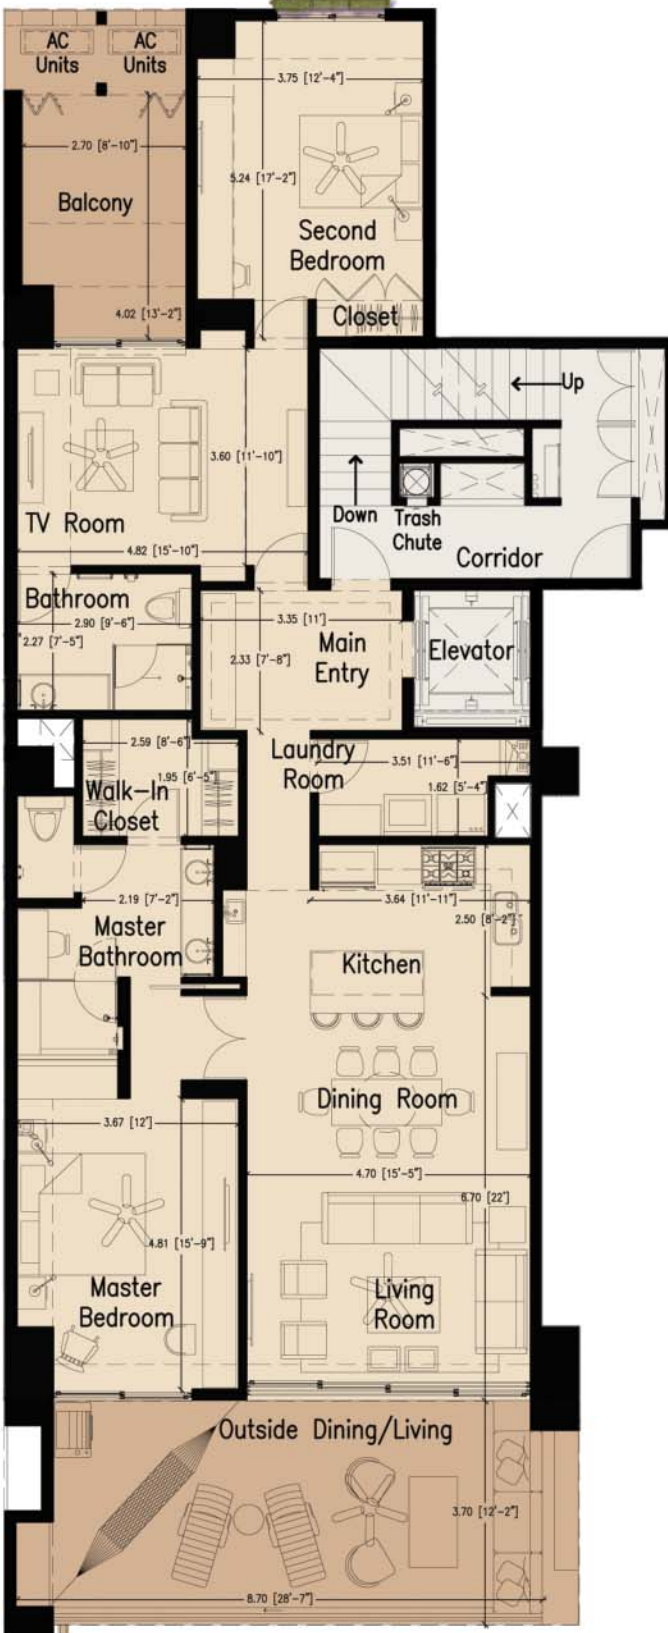 AC
Units
AC
Units
3.75 [12'-4"]
2.70 [8'-10"]
5.24 [17'-2"]
Balcony
Second
Bedroom
4.02 [13'-2"]
Closet
Up
3.60 [11'-10"]
TV Room
Down
Trash
Chute
4.82 [15'-10"]
Corridor
Bathroom
2.90 [9'-6"]
2.27 [7'-5"]
3.35 [11']
2.33 [7'-8"]
Main
Entry
Elevator
2.59 [8'-6"]
Laundry
Room
3.51 [11'-6"]
1.95 [6'-5"]
1.62 [5'-4"]
Walk-In
Closet
2.19 [7'-2"]
3.64 [11'-11"]
2.50 [8'-2"]
Master
Bathroom
Kitchen
Dining Room
3.67 [12']
4.70 [15'-5"]
6.70 [22']
4.81 [15'-9"]
Master
Bedroom
Living
Room
Outside Dining/Living
3.70 [12'-2"]
8.70 [28'-7"]